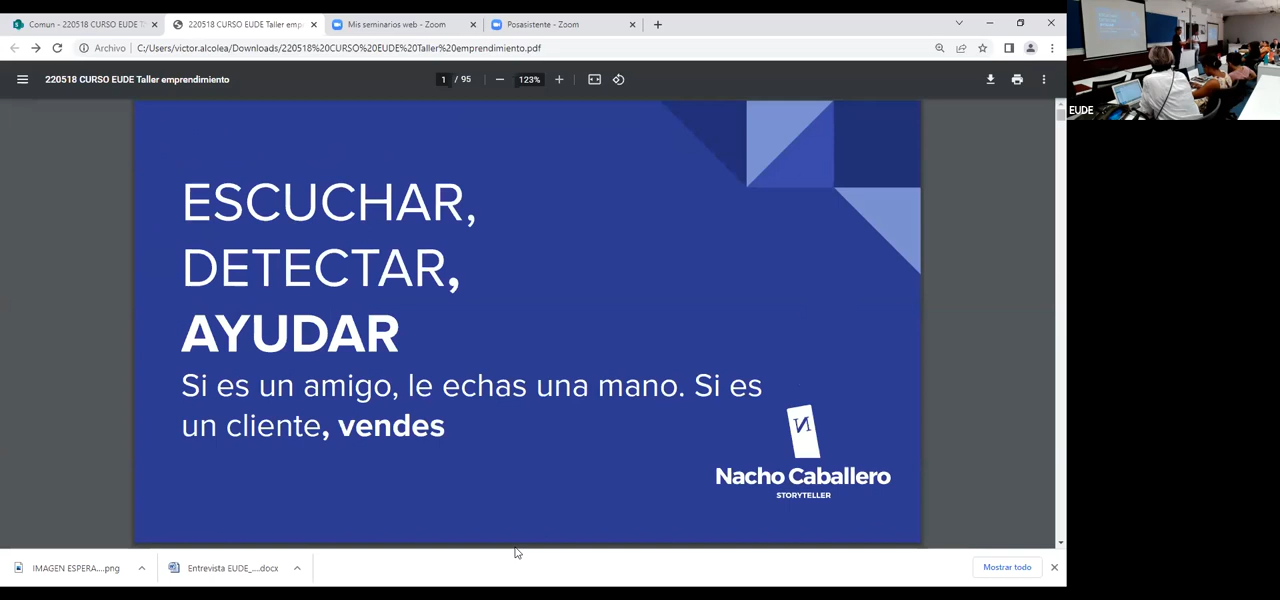 Comun - 220518 CURSO EUDE T
220518 CURSO EUDE Taller emp
Mis seminarios web - Zoom
Posasistente - Zoom
Archivo
C:/Users/victor.alcolea/Downloads/220518%20CURSO%20EUDE%20Taller%20emprendimiento.pdf
220518 CURSO EUDE Taller emprendimiento
1 / 95
123%
EUDE
ESCUCHAR,
DETECTAR,
AYUDAR
Si es un amigo, le echas una mano. Si es
un cliente, vendes
Nacho Caballero
STORYTELLER
IMAGEN ESPERA....png
Entrevista EUDE_....docx
Mostrar todo